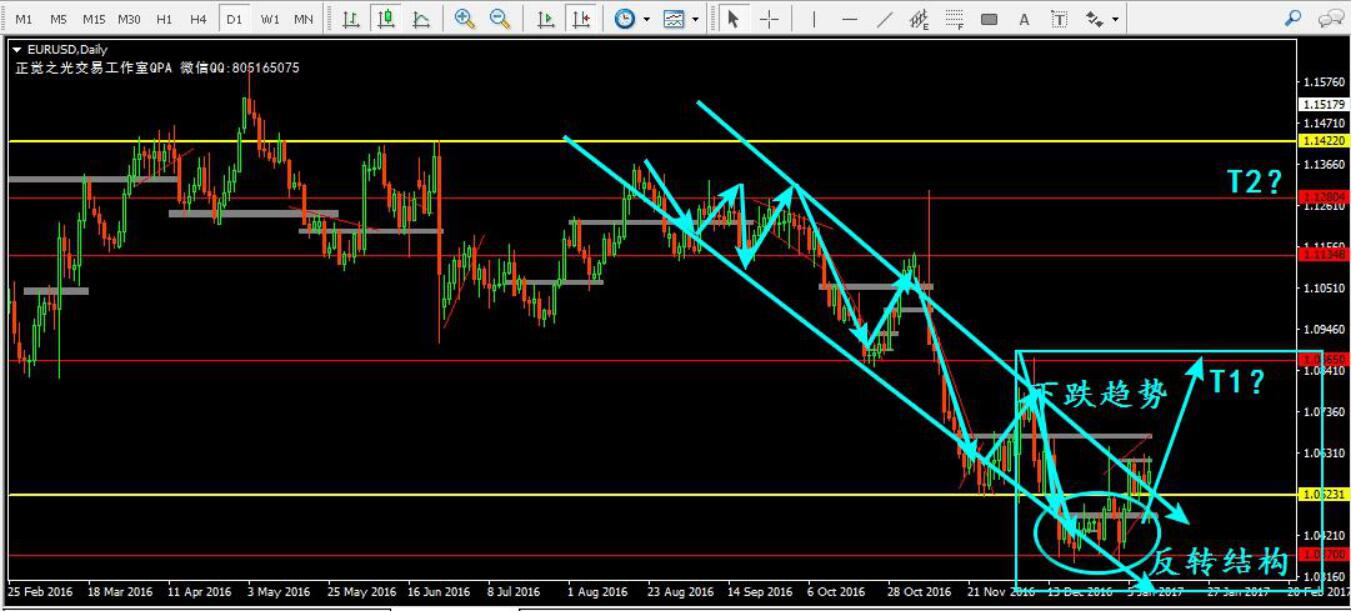 M1 M5 M15 M30 H1 H4 D1 W1 MN E F A T
EURUSD,Daily
正觉之光交易工作室QPA 微信QQ:805165075
1.15760
1.15179
1.14710
1.14220
1.13660
T2?
1.12804
1.12610
1.11560
1.11348
1.10510
1.09460
1.08410
T1?
下跌趋势
1.07360
1.06310
1.05231
1.04210
反转结构
1.03700
1.03160
25 Feb 2016 18 Mar 2016 11 Apr 2016 3 May 2016 25 May 2016 16 Jun 2016 8 Jul 2016 1 Aug 2016 23 Aug 2016 14 Sep 2016 6 Oct 2016 28 Oct 2016 21 Nov 2016 13 Dec 2016 5 Jan 2017 27 Jan 2017 20 Feb 2017